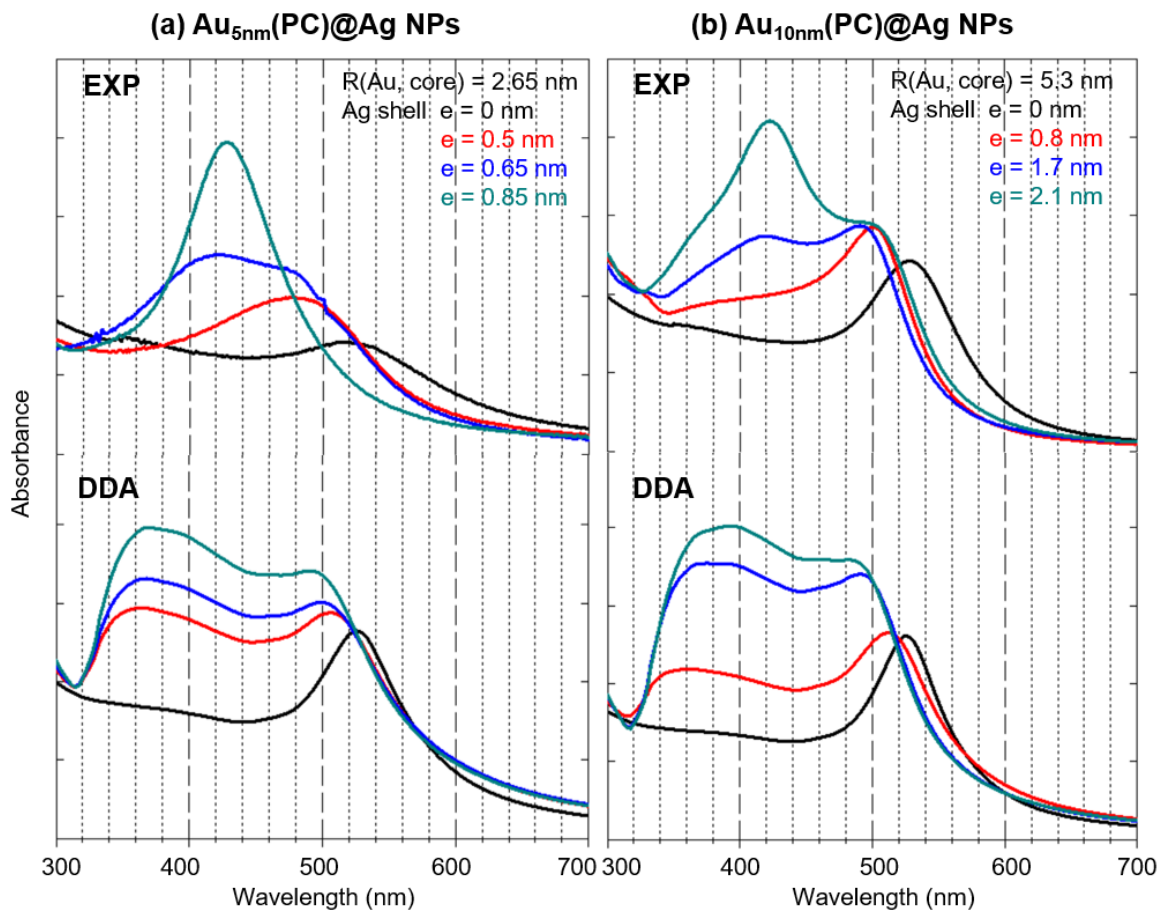 (a) Au5nm(PC)@Ag NPs
(b) Au10nm(PC)@Ag NPs
EXP
R(Au, core) = 2.65 nm
Ag shell e = 0 nm
e = 0.5 nm
e = 0.65 nm
e = 0.85 nm
EXP
R(Au, core) = 5.3 nm
Ag shell e = 0 nm
e = 0.8 nm
e = 1.7 nm
e = 2.1 nm
Absorbance
DDA
DDA
300 400 500 600 700
300 400 500 600 700
Wavelength (nm)
Wavelength (nm)